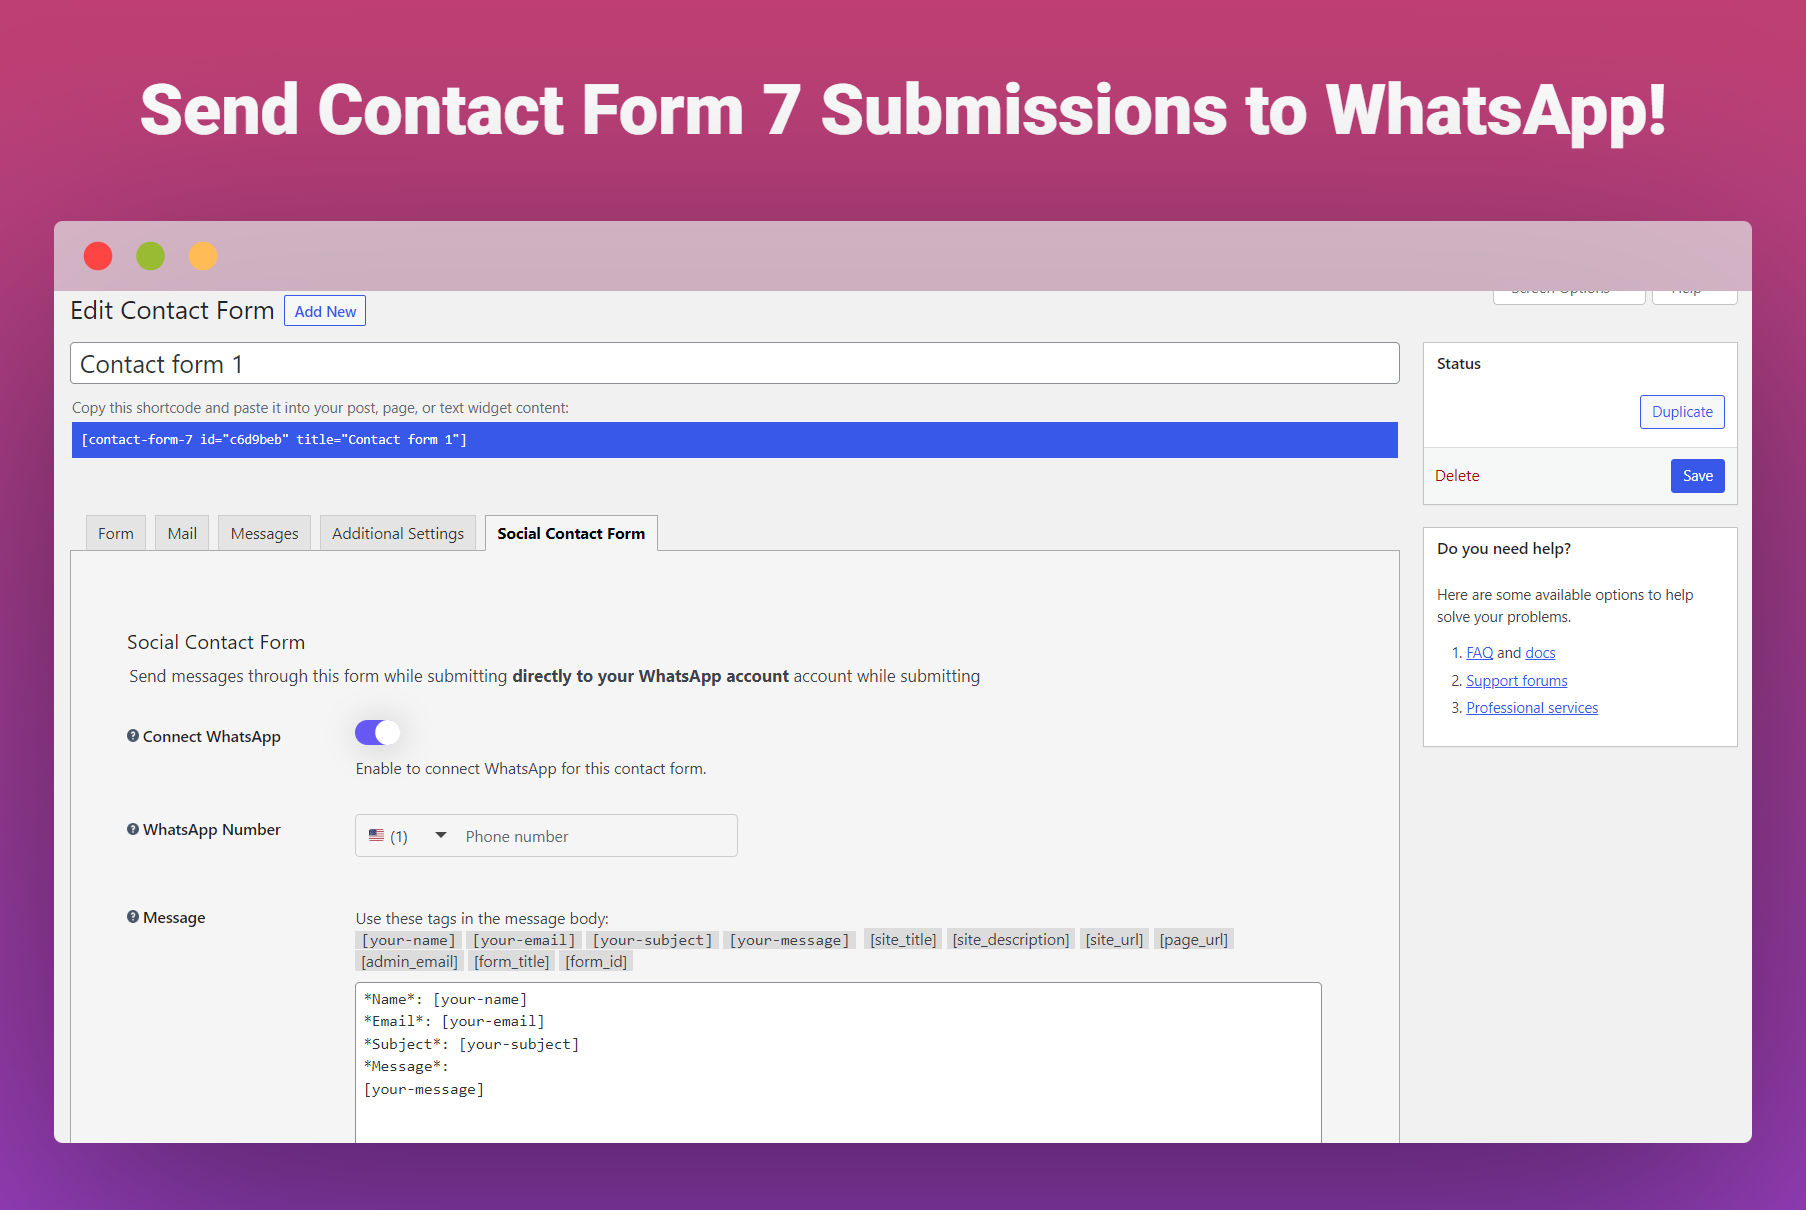 Send Contact Form 7 Submissions to WhatsApp!
Screen Options
Help
Edit Contact Form
Add New
Contact form 1
Copy this shortcode and paste it into your post, page, or text widget content:
[contact-form-7 id="c6d9beb" title="Contact form 1"]
Status
Duplicate
Delete
Save
Form
Mail
Messages
Additional Settings
Social Contact Form
Do you need help?
Here are some available options to help
solve your problems.
1. FAQ and docs
2. Support forums
3. Professional services
Social Contact Form
Send messages through this form while submitting directly to your WhatsApp account account while submitting
Connect WhatsApp
Enable to connect WhatsApp for this contact form.
WhatsApp Number
(1)
Phone number
Message
Use these tags in the message body:
[your-name] [your-email] [your-subject] [your-message] [site_title] [site_description] [site_url] [page_url]
[admin_email] [form_title] [form_id]
*Name*: [your-name]
*Email*: [your-email]
*Subject*: [your-subject]
*Message*:
[your-message]